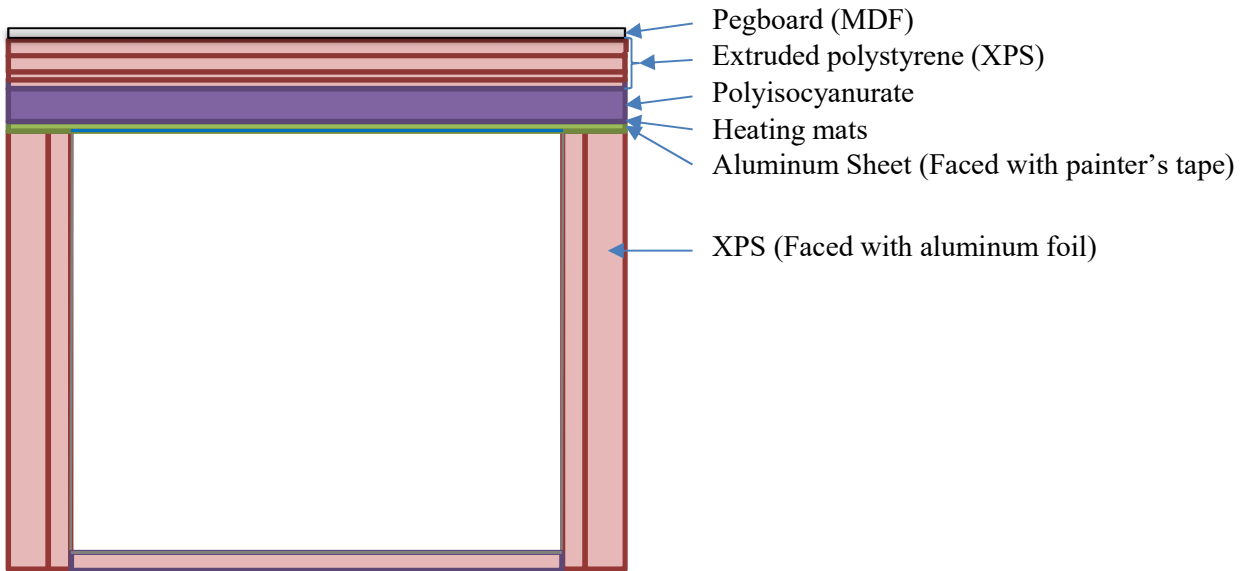 Pegboard (MDF)
Extruded polystyrene (XPS)
Polyisocyanurate
Heating mats
Aluminum Sheet (Faced with painter’s tape)
XPS (Faced with aluminum foil)